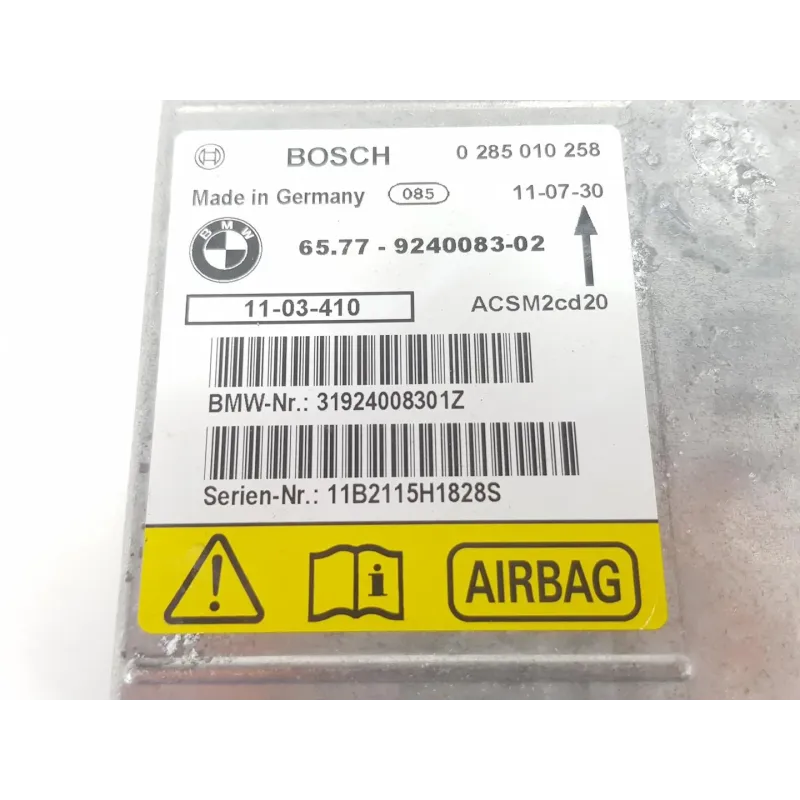 BOSCH 0 285 010 258
Made in Germany 085 11-07-30
BMW 65.77 - 9240083-02
11-03-410 ACSM2cd20
BMW-Nr.: 31924008301Z
Serien-Nr.: 11B2115H1828S
! i AIRBAG